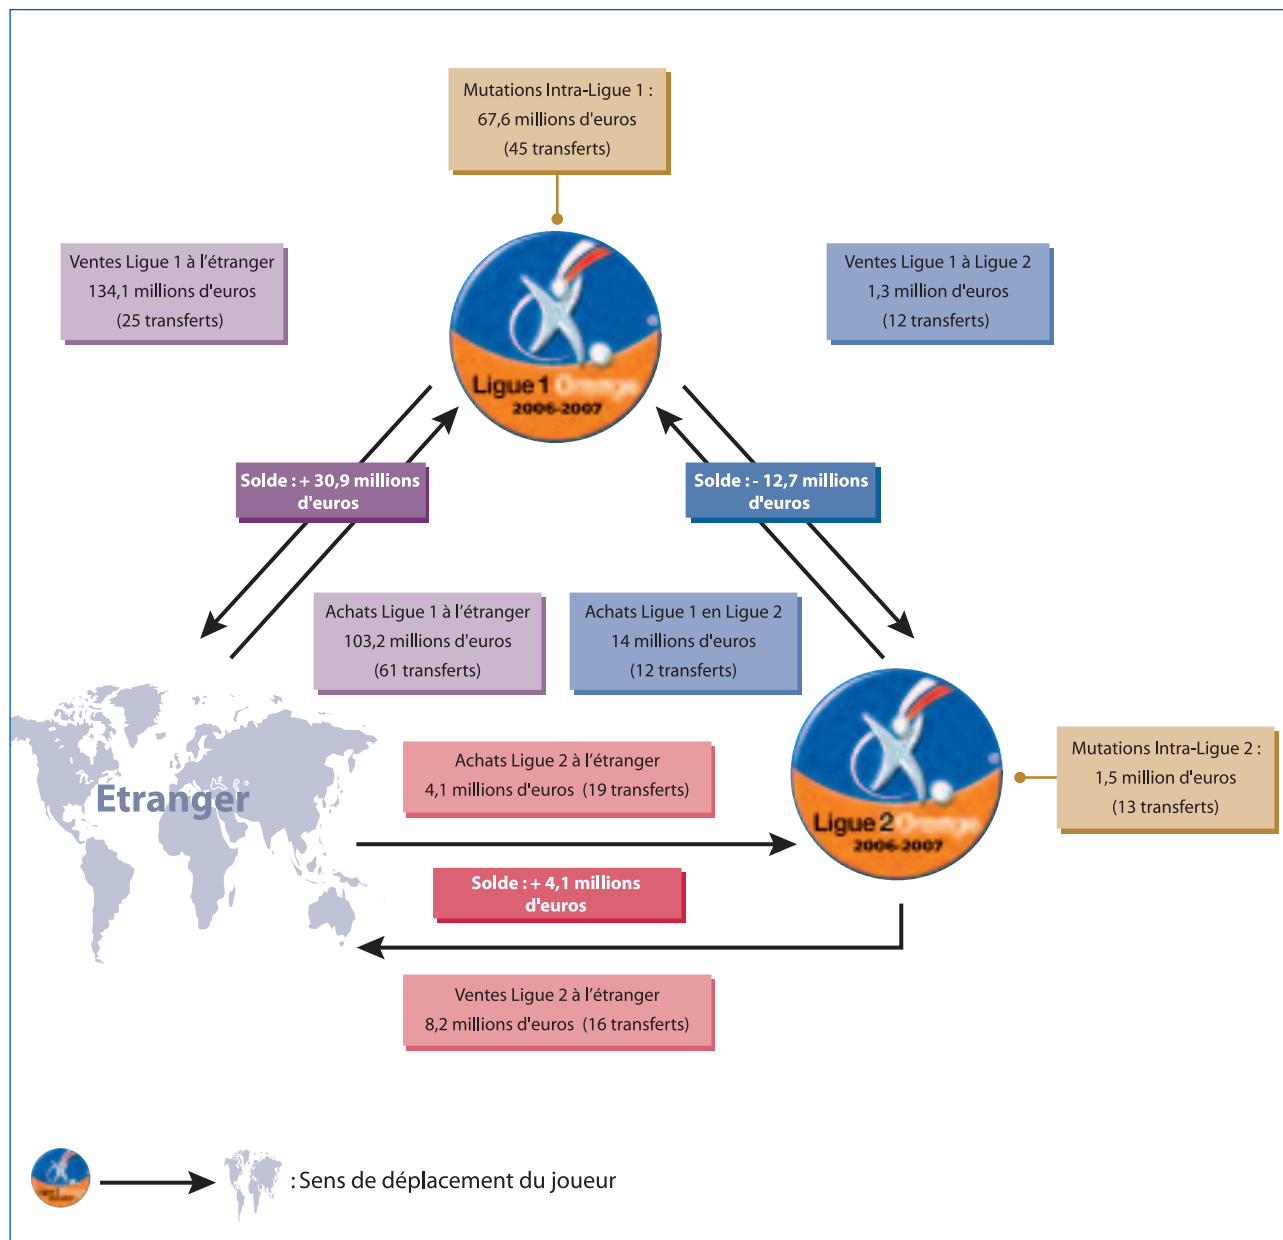 Mutations Intra-Ligue 1 :
67,6 millions d'euros
(45 transferts)
Ventes Ligue 1 à l'étranger
134,1 millions d'euros
(25 transferts)
Ventes Ligue 1 à Ligue 2
1,3 million d'euros
(12 transferts)
Ligue 1 Orange
2006-2007
Solde : + 30,9 millions
d'euros
Solde : - 12,7 millions
d'euros
Achats Ligue 1 à l'étranger
103,2 millions d'euros
(61 transferts)
Achats Ligue 1 en Ligue 2
14 millions d'euros
(12 transferts)
Etranger
Achats Ligue 2 à l'étranger
4,1 millions d'euros (19 transferts)
Ligue 2 Orange
2006-2007
Mutations Intra-Ligue 2 :
1,5 million d'euros
(13 transferts)
Solde : + 4,1 millions
d'euros
Ventes Ligue 2 à l'étranger
8,2 millions d'euros (16 transferts)
: Sens de déplacement du joueur